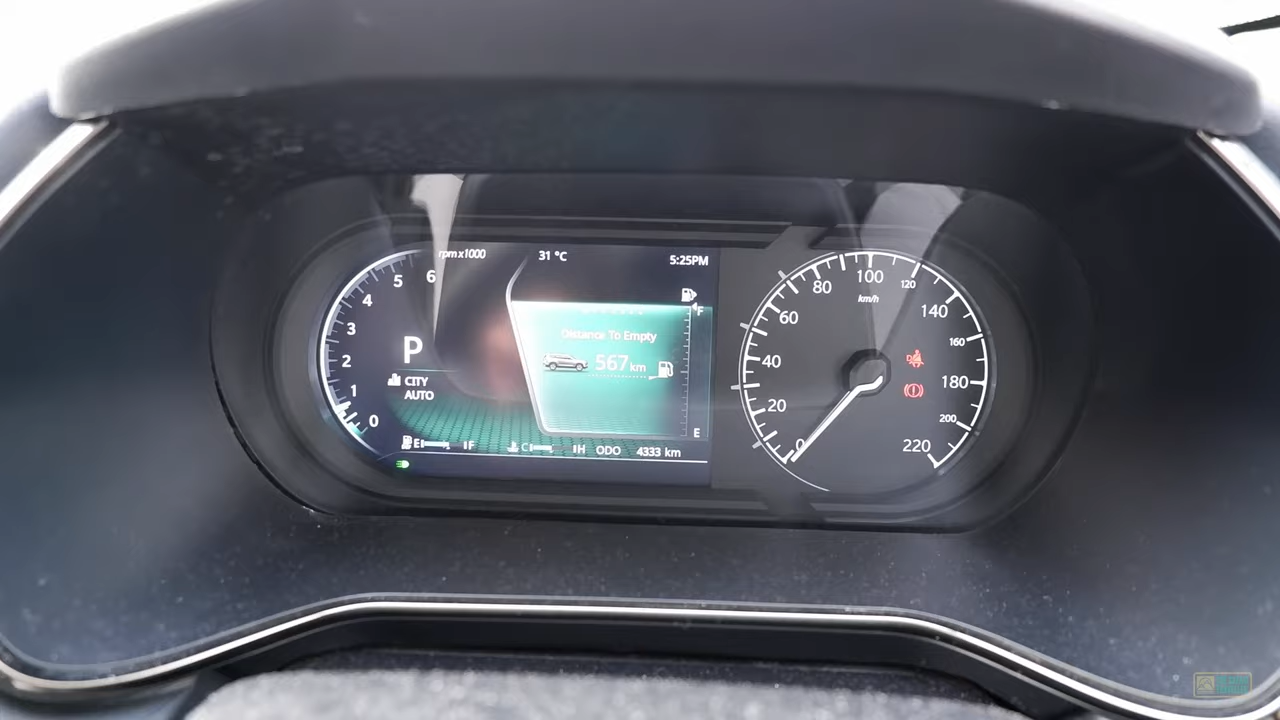 rpm x1000
31 °C
5:25PM
6
5
4
3
2
1
0
P
CITY
AUTO
F
Distance To Empty
567 km
E
E F
C H ODO 4333 km
0
20
40
60
80
100
120
140
160
180
200
220
km/h